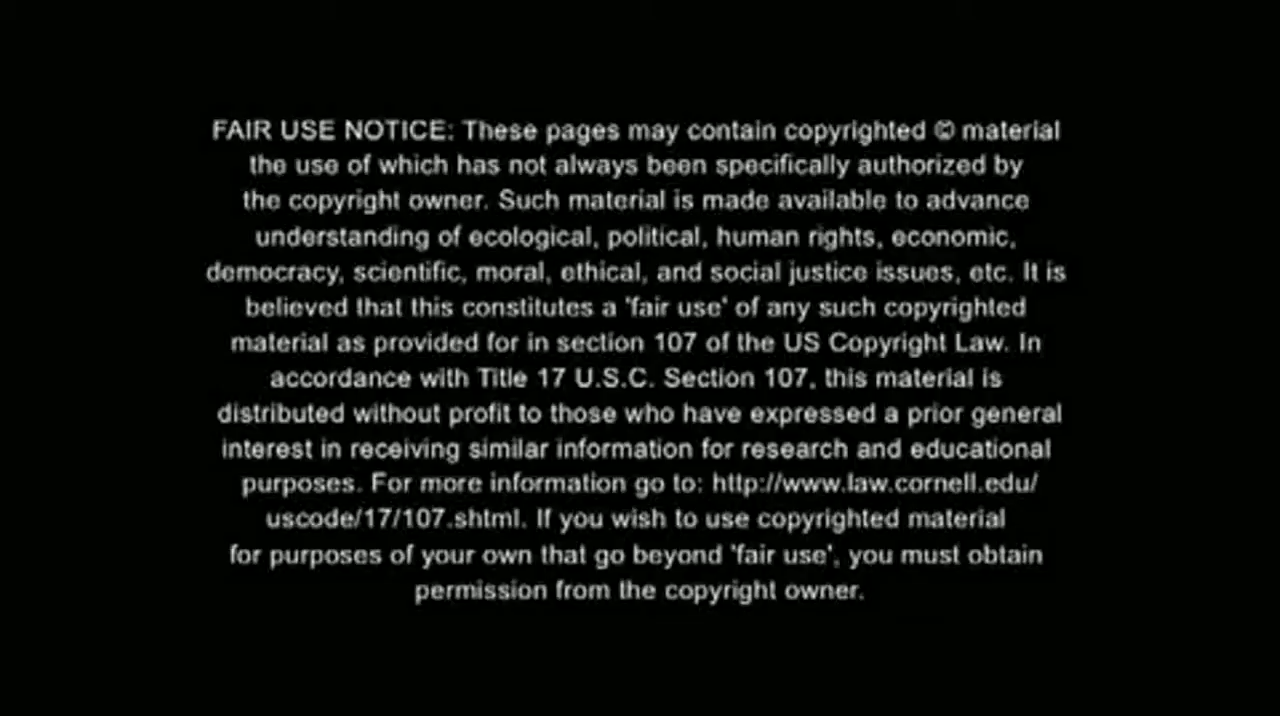 FAIR USE NOTICE: These pages may contain copyrighted © material
the use of which has not always been specifically authorized by
the copyright owner. Such material is made available to advance
understanding of ecological, political, human rights, economic,
democracy, scientific, moral, ethical, and social justice issues, etc. It is
believed that this constitutes a 'fair use' of any such copyrighted
material as provided for in section 107 of the US Copyright Law. In
accordance with Title 17 U.S.C. Section 107, this material is
distributed without profit to those who have expressed a prior general
interest in receiving similar information for research and educational
purposes. For more information go to: http://www.law.cornell.edu/
uscode/17/107.shtml. If you wish to use copyrighted material
for purposes of your own that go beyond 'fair use', you must obtain
permission from the copyright owner.